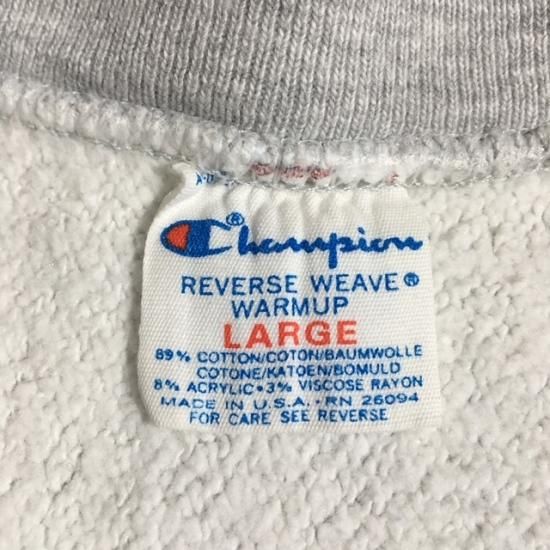 Champion®
REVERSE WEAVE®
WARMUP
LARGE
89% COTTON/COTON/BAUMWOLLE
COTONE/KATOEN/BOMULD
8% ACRYLIC•3% VISCOSE RAYON
MADE IN U.S.A.•RN 26094
FOR CARE SEE REVERSE